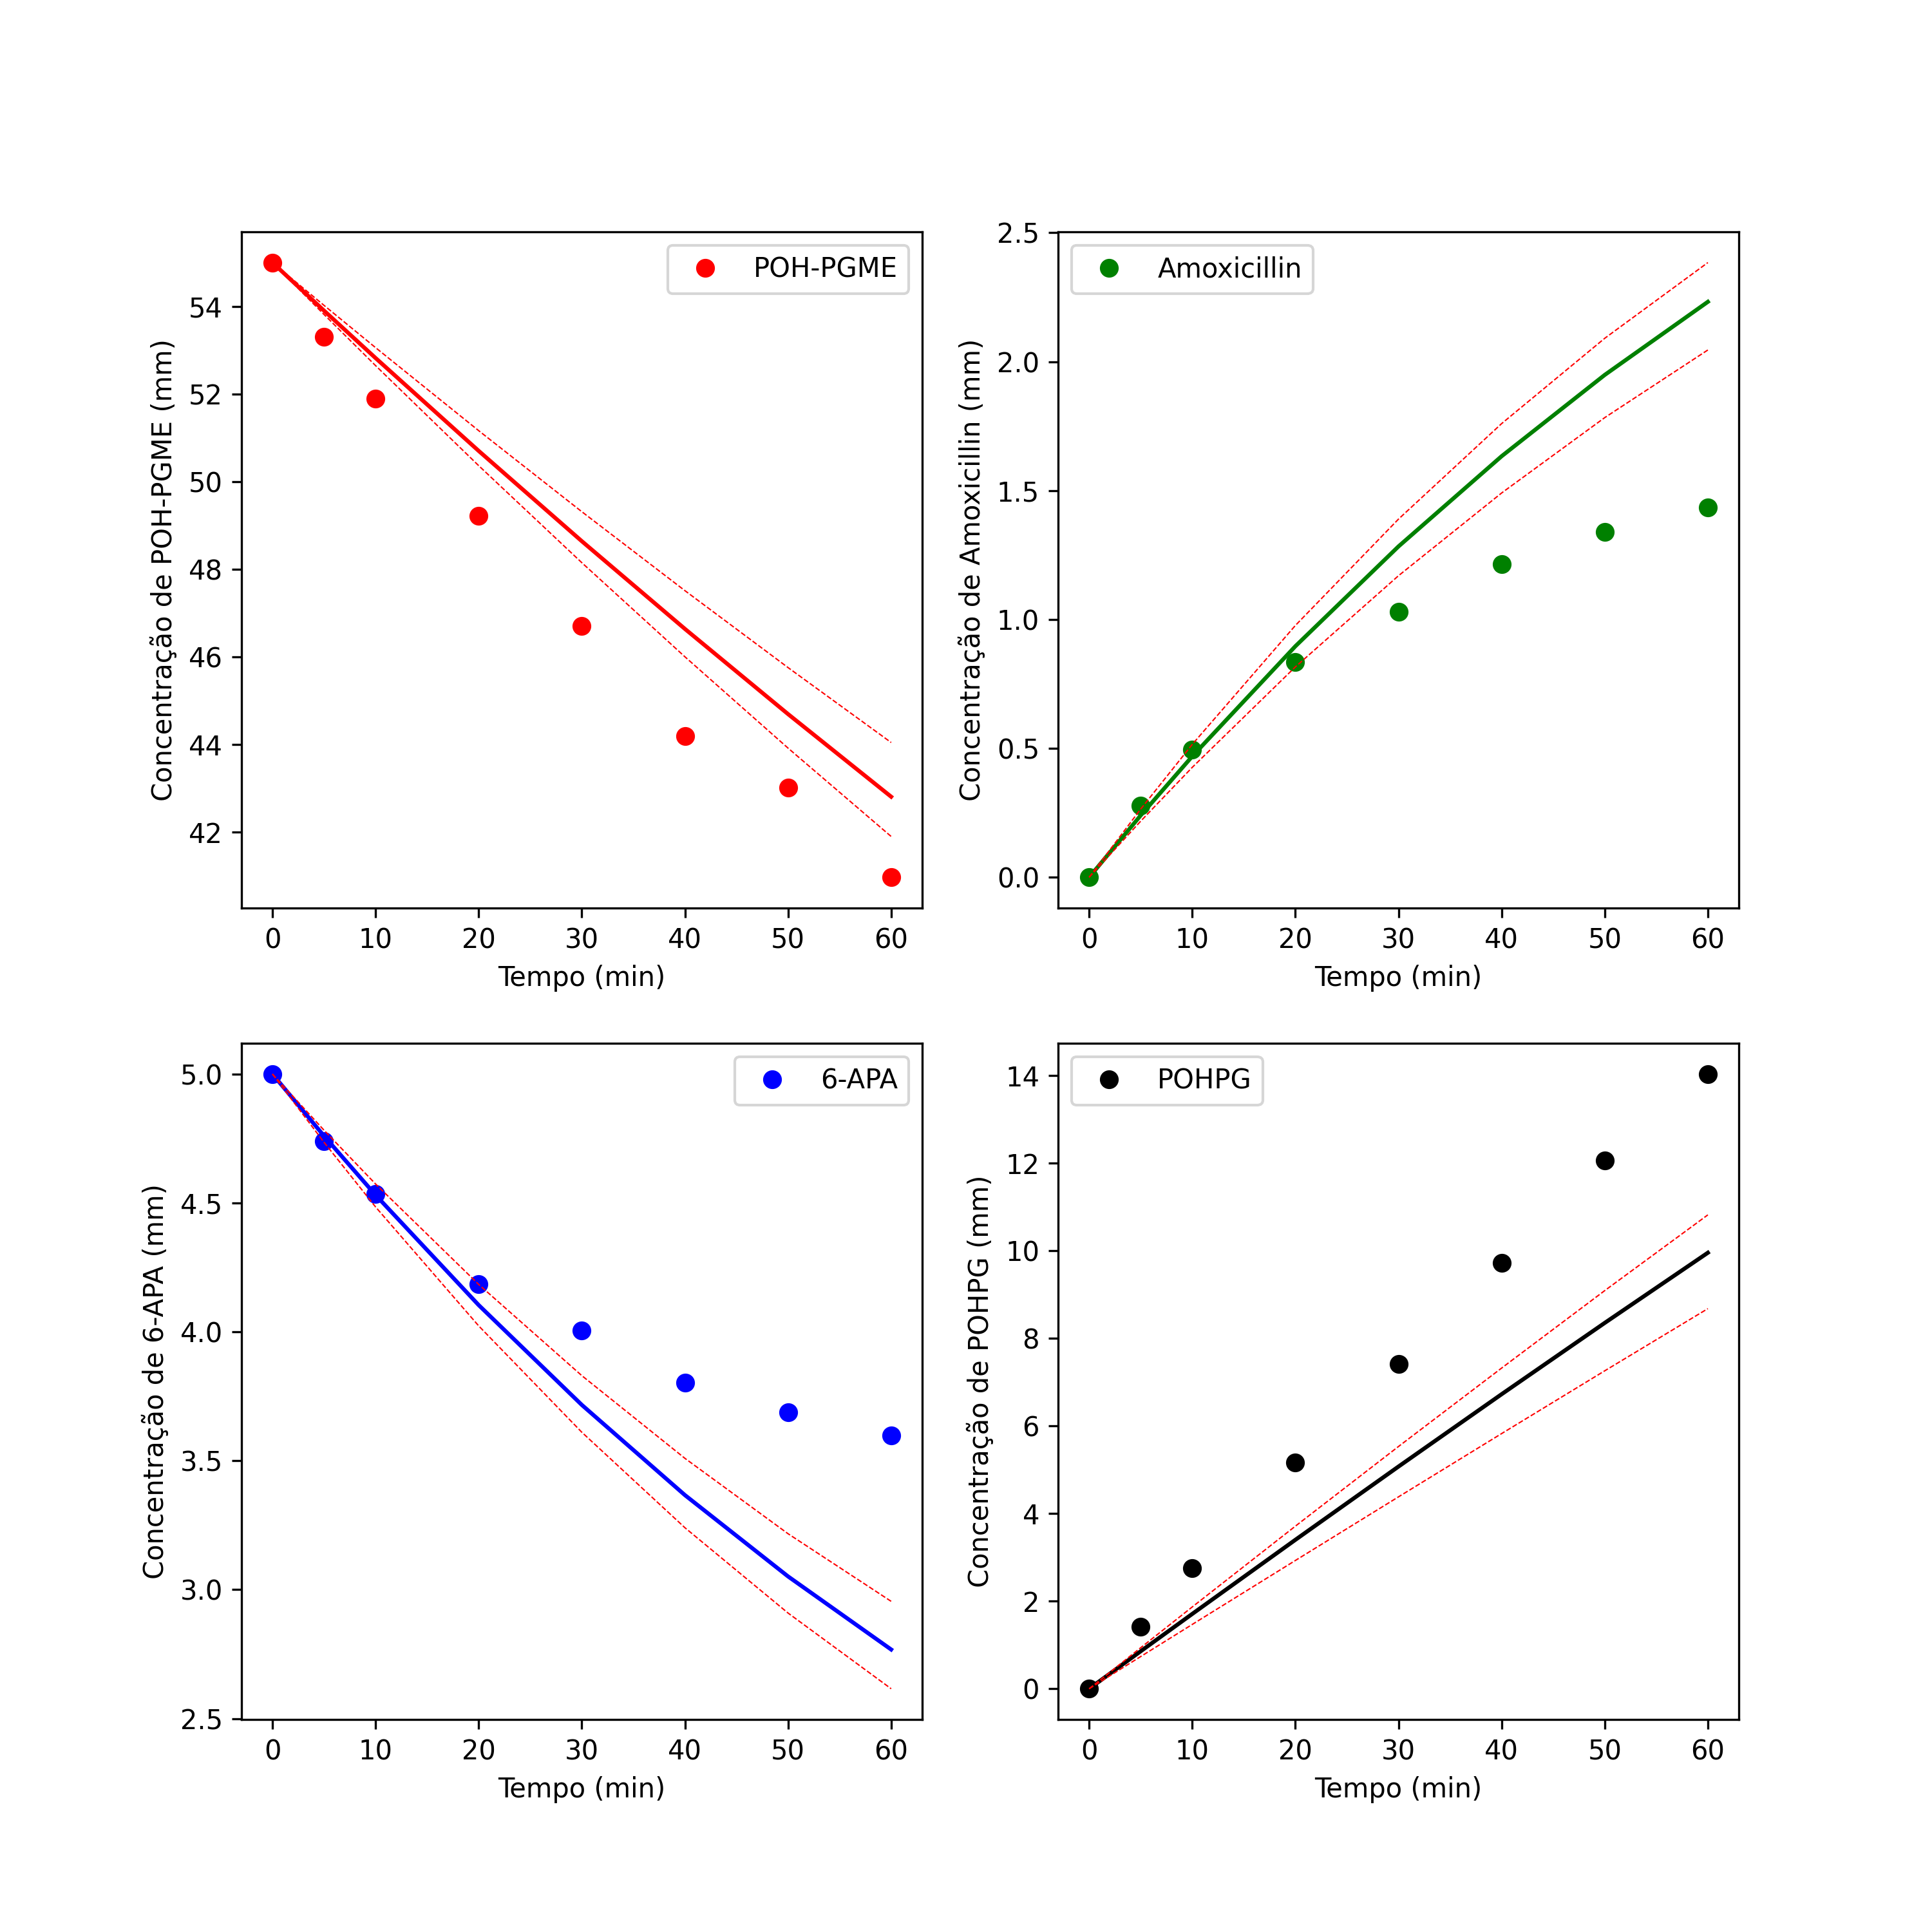 POH-PGME
Concentração de POH-PGME (mm)
54
52
50
48
46
44
42
0 10 20 30 40 50 60
Tempo (min)
Amoxicillin
Concentração de Amoxicillin (mm)
2.5
2.0
1.5
1.0
0.5
0.0
0 10 20 30 40 50 60
Tempo (min)
6-APA
Concentração de 6-APA (mm)
5.0
4.5
4.0
3.5
3.0
2.5
0 10 20 30 40 50 60
Tempo (min)
POHPG
Concentração de POHPG (mm)
14
12
10
8
6
4
2
0
0 10 20 30 40 50 60
Tempo (min)